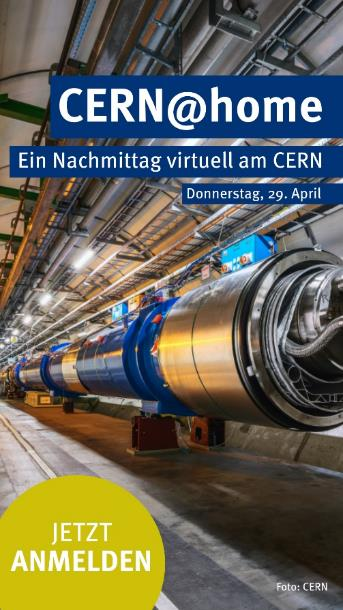 CERN@home
Ein Nachmittag virtuell am CERN
Donnerstag, 29. April
JETZT
ANMELDEN
Foto: CERN